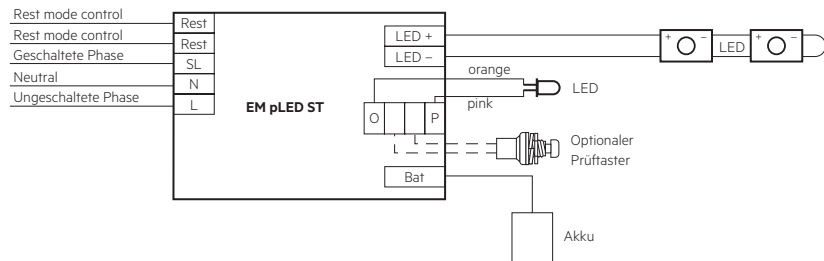 Rest mode control
Rest
Rest mode control
Rest
Geschaltete Phase
SL
Neutral
N
Ungeschaltete Phase
L
EM pLED ST
LED +
LED –
+ –
LED
+ –
orange
LED
pink
O
P
Optionaler
Prüftaster
Bat
Akku